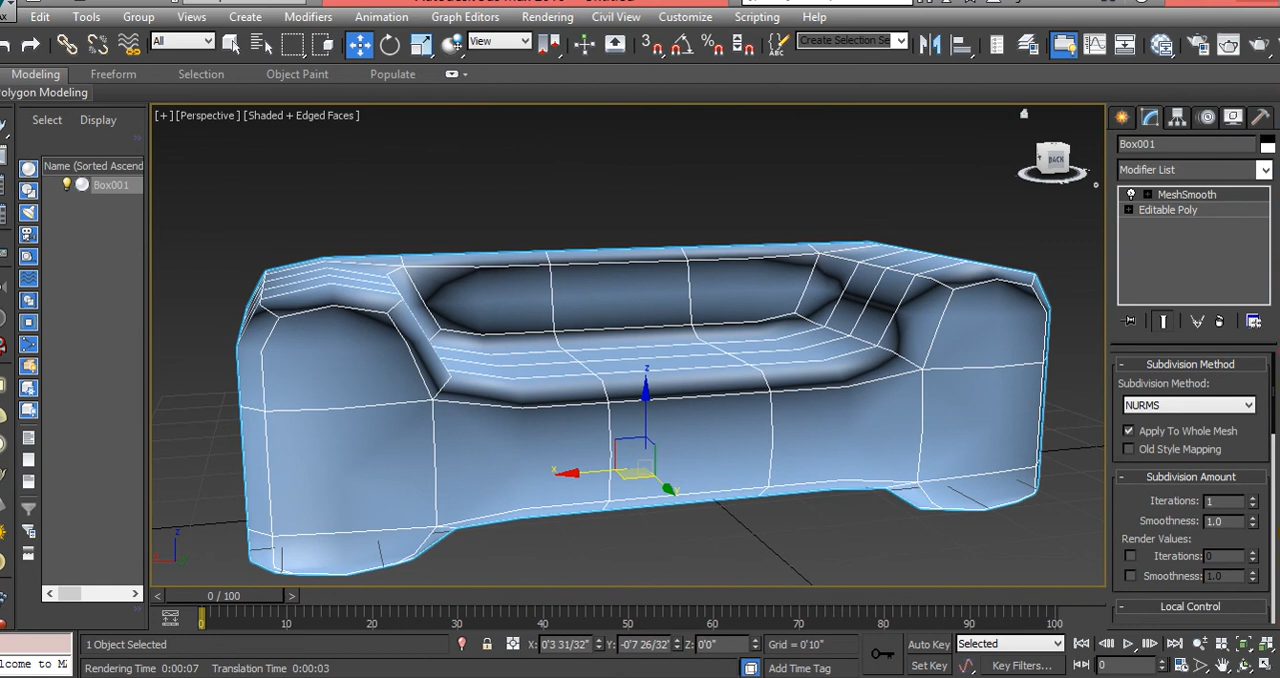 Edit Tools Group Views Create Modifiers Animation Graph Editors Rendering Civil View Customize Scripting Help
All View Create Selection Se
Modeling Freeform Selection Object Paint Populate
olygon Modeling
Select Display
Name (Sorted Ascend
Box001
[+] [Perspective] [Shaded + Edged Faces]
BACK
z
x
z
Box001
Modifier List
MeshSmooth
Editable Poly
Subdivision Method
Subdivision Method:
NURMS
Apply To Whole Mesh
Old Style Mapping
Subdivision Amount
Iterations: 1
Smoothness: 1.0
Render Values:
Iterations: 0
Smoothness: 1.0
Local Control
0 / 100
0 10 20 30 40 50 60 70 80 90 100
1 Object Selected X: 0'3 31/32" Y: -0'7 26/32" Z: 0'0" Grid = 0'10" Auto Key Selected
lcome to M
Rendering Time 0:00:07 Translation Time 0:00:03 Add Time Tag Set Key Key Filters... 0